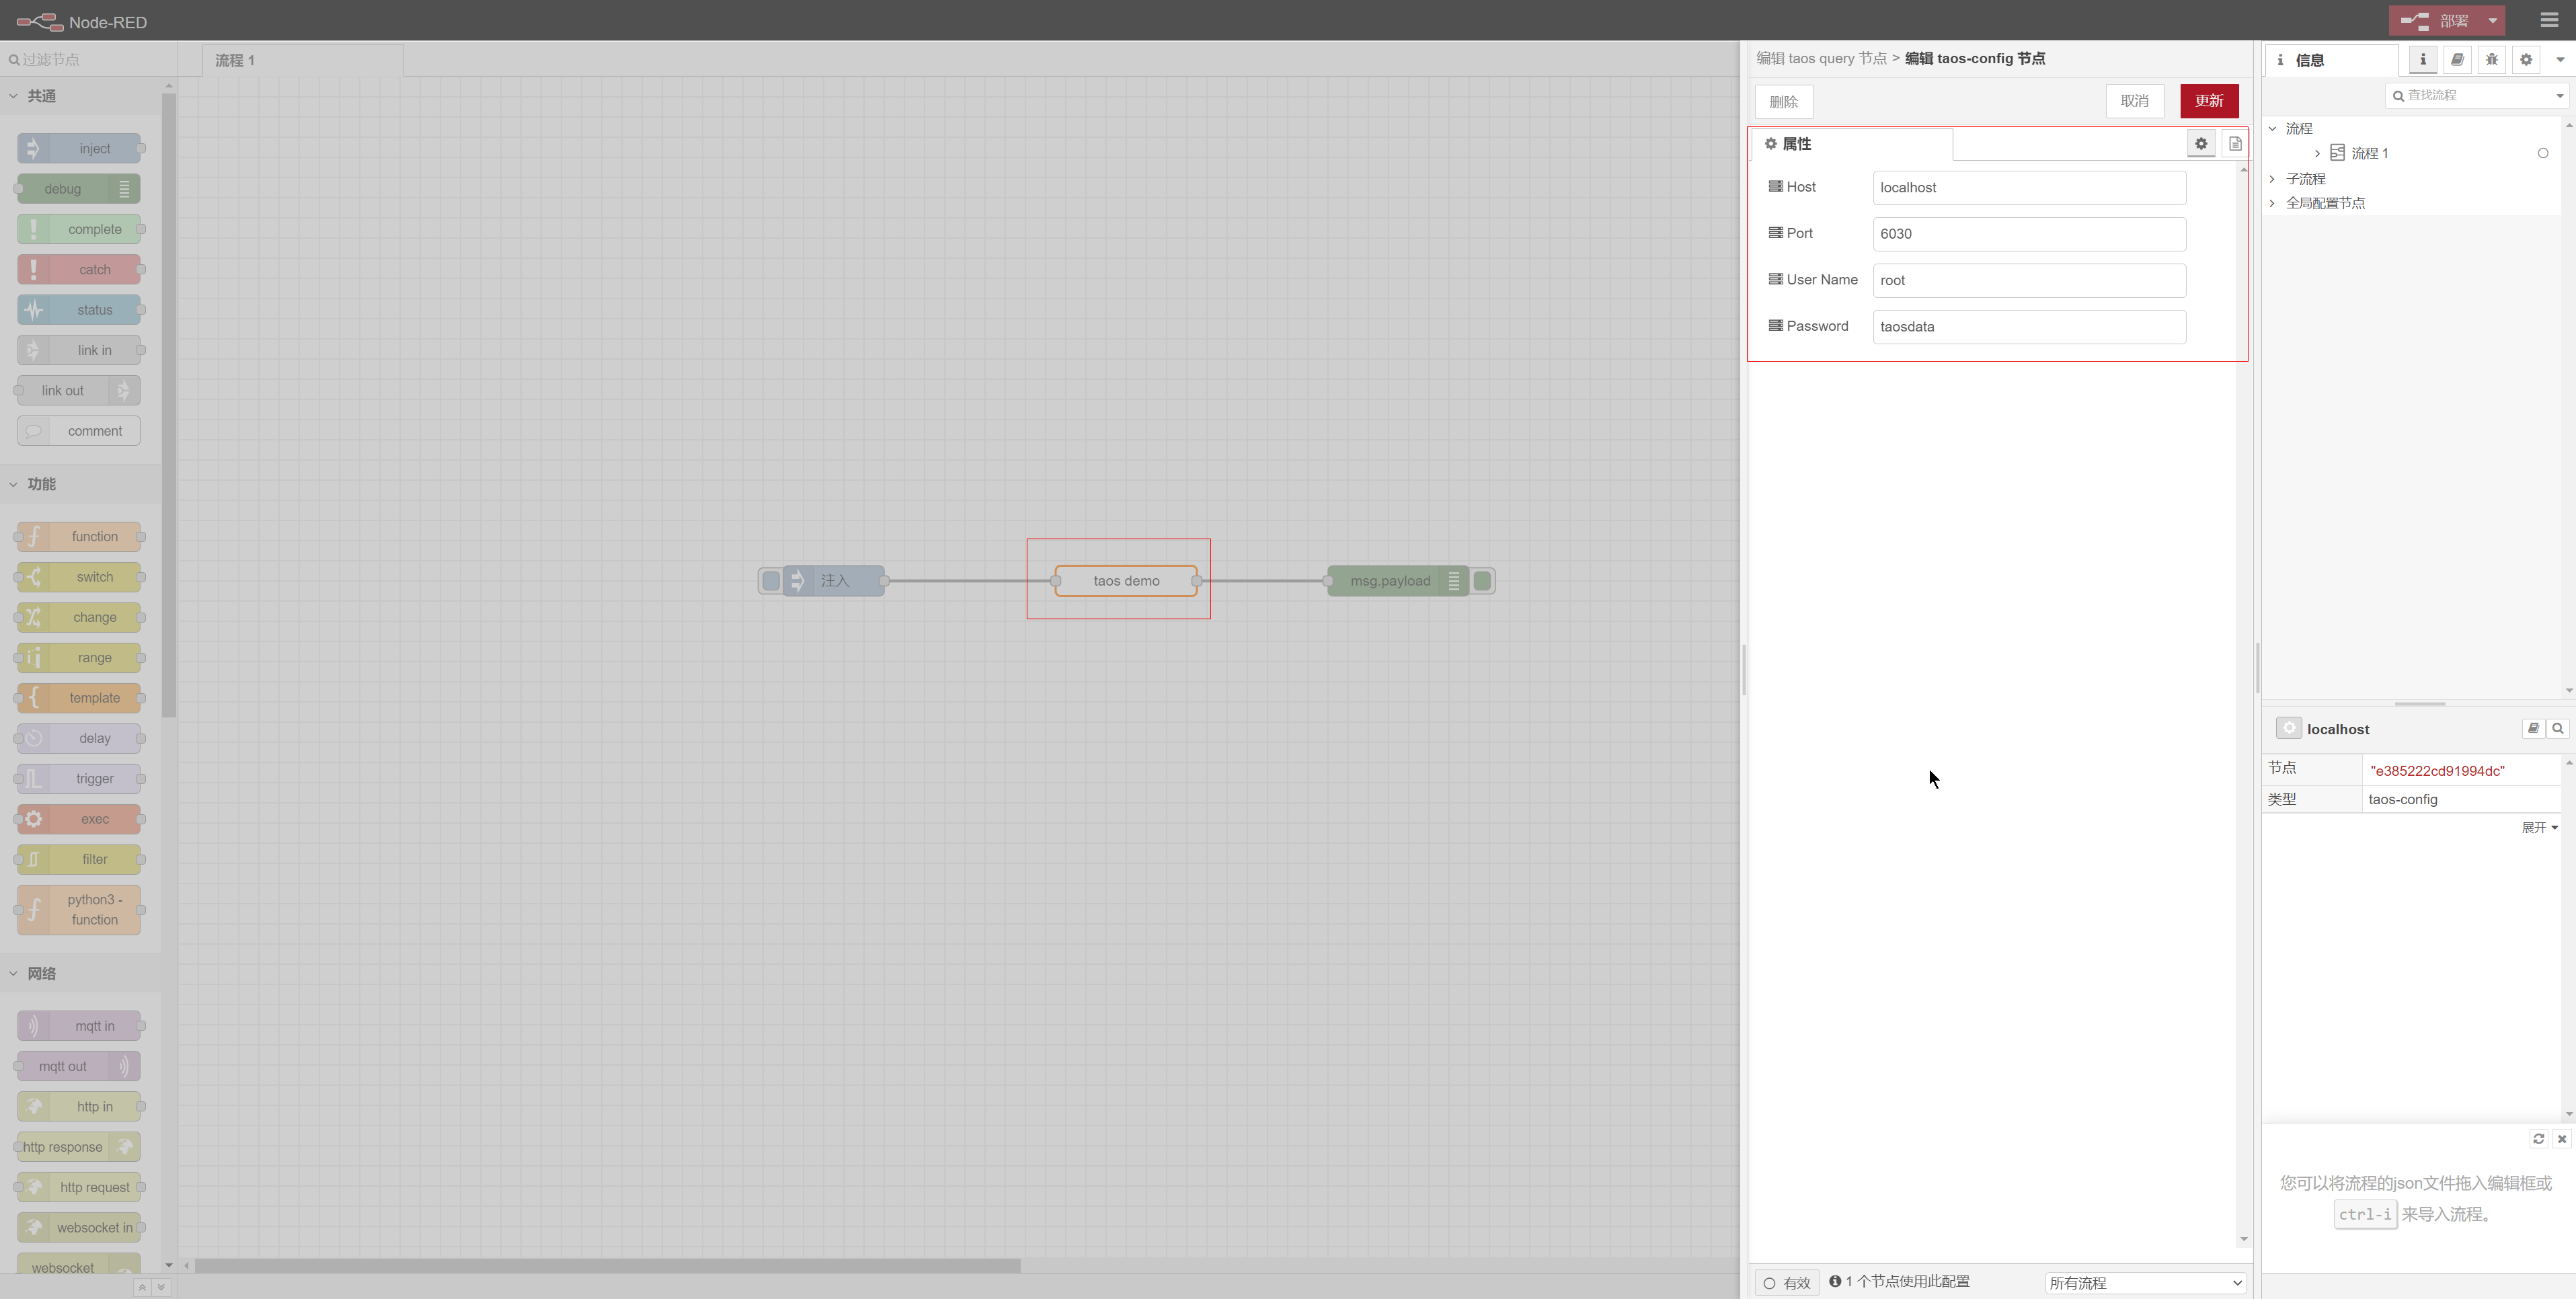 Node-RED
部署
过滤节点
共通
inject
debug
complete
catch
status
link in
link out
comment
功能
function
switch
change
range
template
delay
trigger
exec
filter
python3 -
function
网络
mqtt in
mqtt out
http in
http response
http request
websocket in
websocket
流程 1
注入
taos demo
msg.payload
编辑 taos query 节点 > 编辑 taos-config 节点
删除
取消
更新
属性
Host
localhost
Port
6030
User Name
root
Password
taosdata
有效
1 个节点使用此配置
所有流程
信息
查找流程
流程
流程 1
子流程
全局配置节点
localhost
节点
"e385222cd91994dc"
类型
taos-config
展开
您可以将流程的json文件拖入编辑框或
ctrl-i 来导入流程。